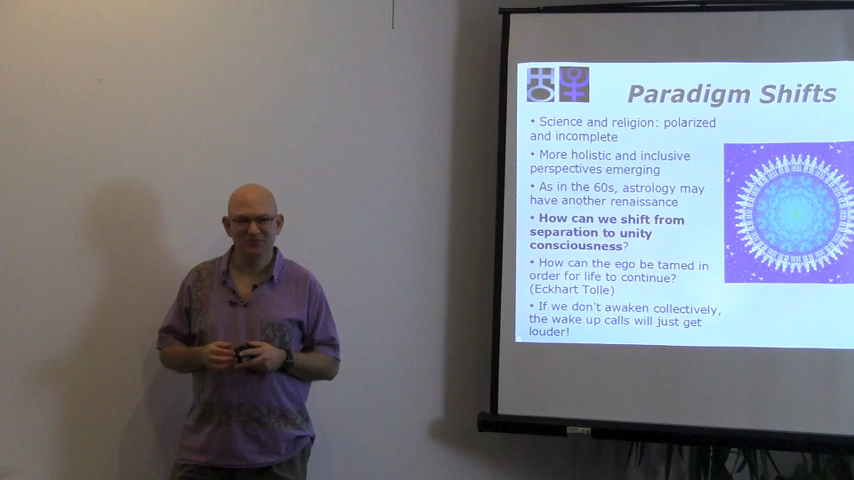 Paradigm Shifts
• Science and religion: polarized
and incomplete
• More holistic and inclusive
perspectives emerging
• As in the 60s, astrology may
have another renaissance
• How can we shift from
separation to unity
consciousness?
• How can the ego be tamed in
order for life to continue?
(Eckhart Tolle)
• If we don't awaken collectively,
the wake up calls will just get
louder!